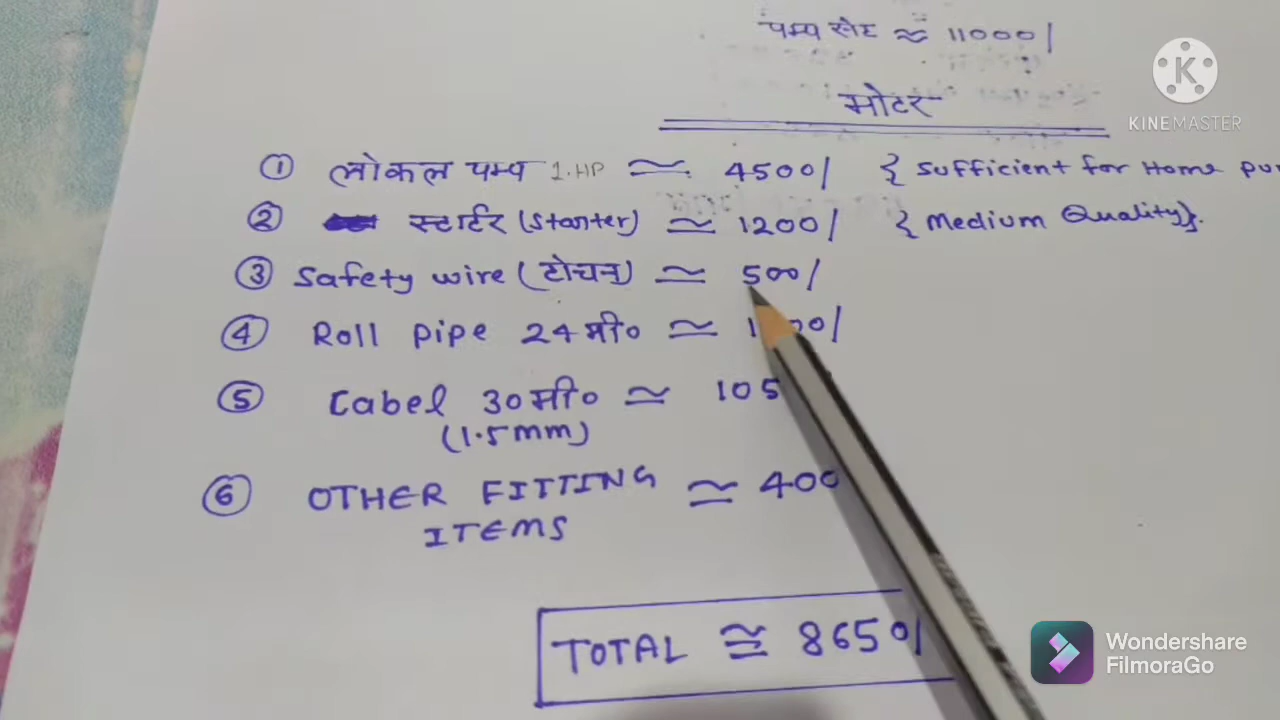 पम्प सेट ≈ 11000/
मोटर
① लोकल पम्प 1.HP ≃ 4500/ { Sufficient for Home
② स्टार्टर (Starter) ≃ 1200/ { Medium Quality}.
③ Safety wire (टोचन) ≃ 500/
④ Roll pipe 24 मी० ≃
⑤ Cabel 30 मी० ≃ 105
(1.5mm)
⑥ OTHER FITTING ≃ 400
ITEMS
TOTAL ≅ 8650/
KINEMASTER
Wondershare
FilmoraGo